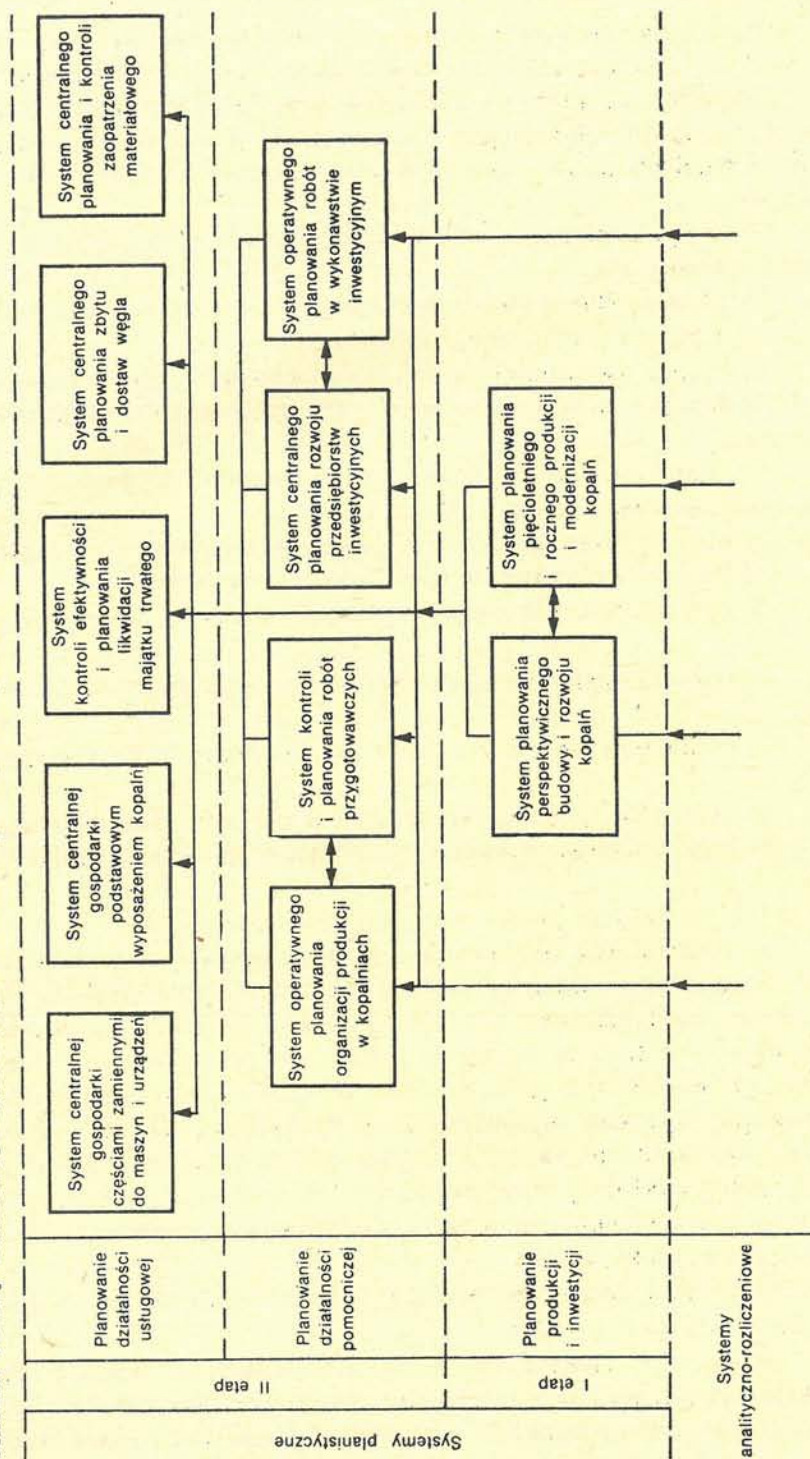 Systemy planistyczne
II etap
I etap
Planowanie
działalności
usługowej
System centralnej
gospodarki
częściami zamiennymi
do maszyn i urządzeń
System centralnej
gospodarki
podstawowym
wyposażeniem kopalń
System
kontroli efektywności
i planowania
likwidacji
majątku trwałego
System centralnego
planowania zbytu
i dostaw węgla
System centralnego
planowania i kontroli
zaopatrzenia
materiałowego
Planowanie
działalności
pomocniczej
System operatywnego
planowania
organizacji produkcji
w kopalniach
System kontroli
i planowania robót
przygotowawczych
System centralnego
planowania rozwoju
przedsiębiorstw
inwestycyjnych
System operatywnego
planowania robót
w wykonawstwie
inwestycyjnym
Planowanie
produkcji
i inwestycji
System planowania
perspektywicznego
budowy i rozwoju
kopalń
System planowania
pięcioletniego
i rocznego produkcji
i modernizacji
kopalń
Systemy
analityczno-rozliczeniowe